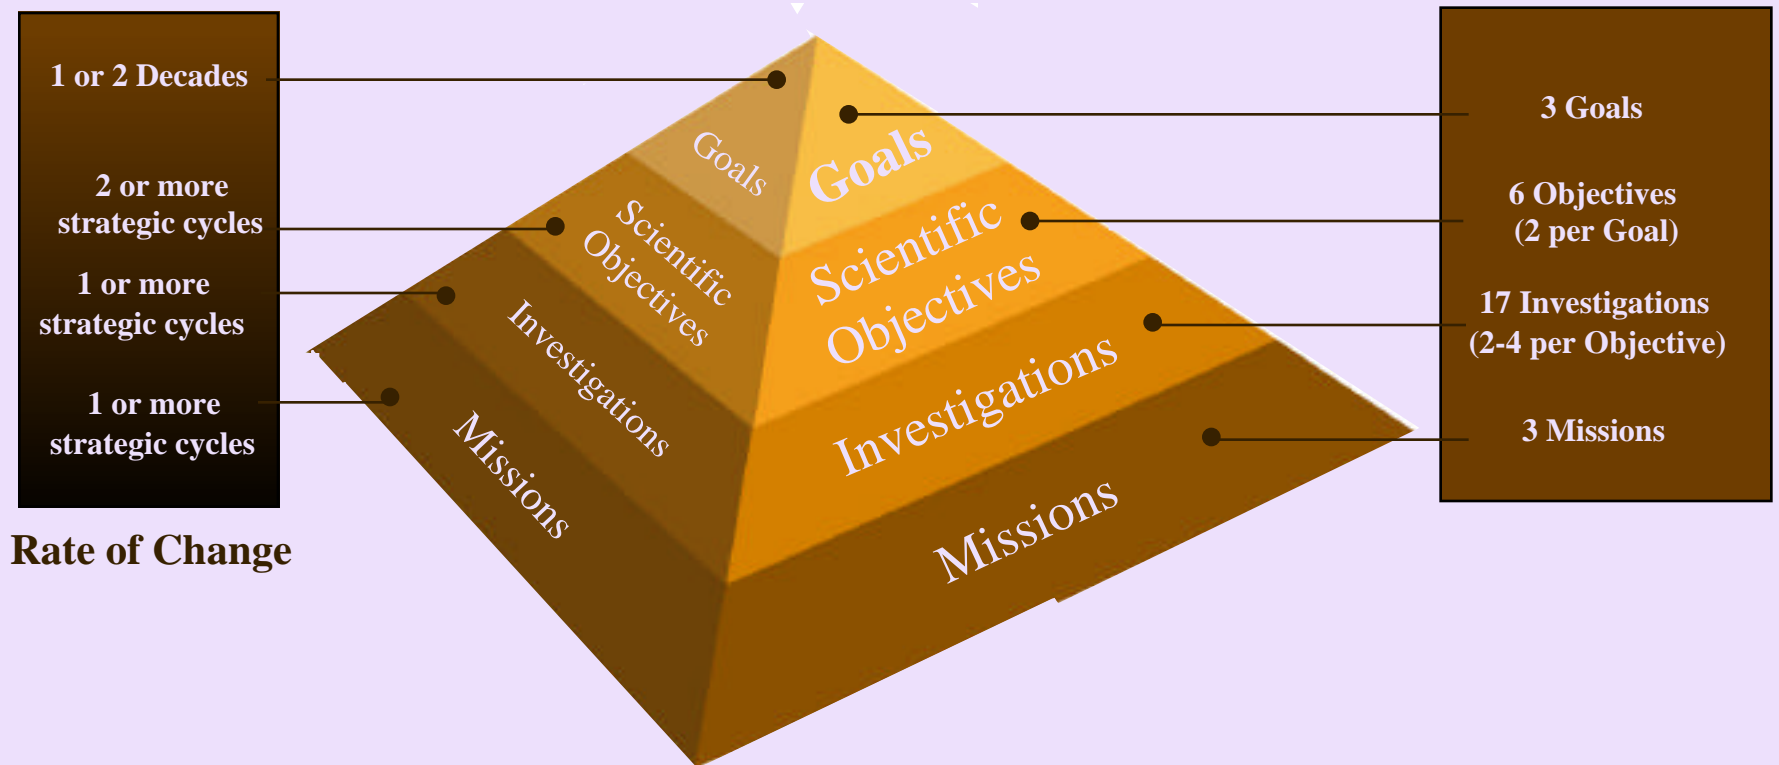 1 or 2 Decades
2 or more
strategic cycles
1 or more
strategic cycles
1 or more
strategic cycles
Rate of Change
Goals
Scientific
Objectives
Investigations
Missions
Goals
Scientific
Objectives
Investigations
Missions
3 Goals
6 Objectives
(2 per Goal)
17 Investigations
(2-4 per Objective)
3 Missions